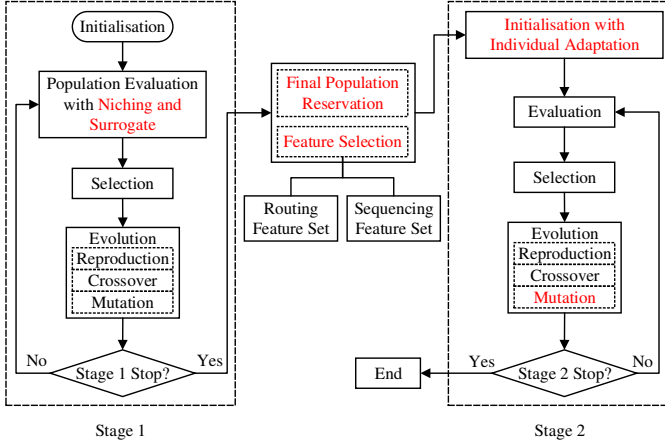 Initialisation
Population Evaluation
with Niching and
Surrogate
Selection
Evolution
Reproduction
Crossover
Mutation
No
Stage 1 Stop?
Yes
Stage 1
Final Population
Reservation
Feature Selection
Routing
Feature Set
Sequencing
Feature Set
Initialisation with
Individual Adaptation
Evaluation
Selection
Evolution
Reproduction
Crossover
Mutation
Yes
Stage 2 Stop?
No
End
Stage 2